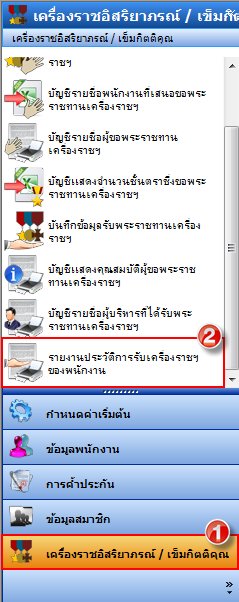 เครื่องราชอิสริยาภรณ์ / เข็มกิตติ
เครื่องราชอิสริยาภรณ์ / เข็มกิตติคุณ
ราชฯ
บัญชีรายชื่อพนักงานที่เสนอขอพระ
ราชทานเครื่องราชฯ
บัญชีรายชื่อผู้ขอพระราชทาน
เครื่องราชฯ
บัญชีแสดงจำนวนชั้นตราซึ่งขอพระ
ราชทานเครื่องราชฯ
บันทึกข้อมูลรับพระราชทานเครื่อง
ราชฯ
บัญชีแสดงคุณสมบัติผู้ขอพระราช
ทานเครื่องราชฯ
บัญชีรายชื่อผู้บริหารที่ได้รับพระ
ราชทานเครื่องราชฯ
2
รายงานประวัติการรับเครื่องราชฯ
ของพนักงาน
กำหนดค่าเริ่มต้น
ข้อมูลพนักงาน
การค้ำประกัน
ข้อมูลสมาชิก
1
เครื่องราชอิสริยาภรณ์ / เข็มกิตติคุณ